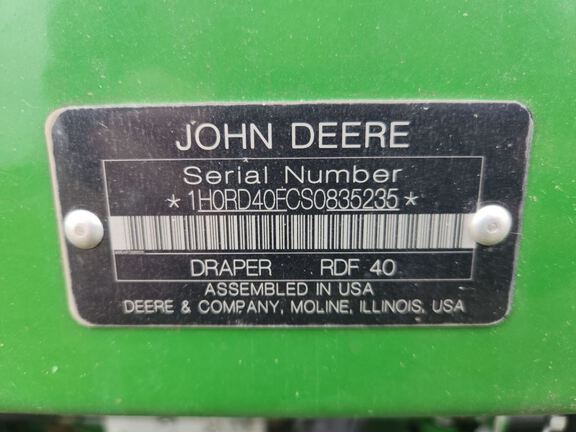 JOHN DEERE
Serial Number
*1H0RD40FCS0835235*
DRAPER RDF 40
ASSEMBLED IN USA
DEERE & COMPANY, MOLINE, ILLINOIS, USA